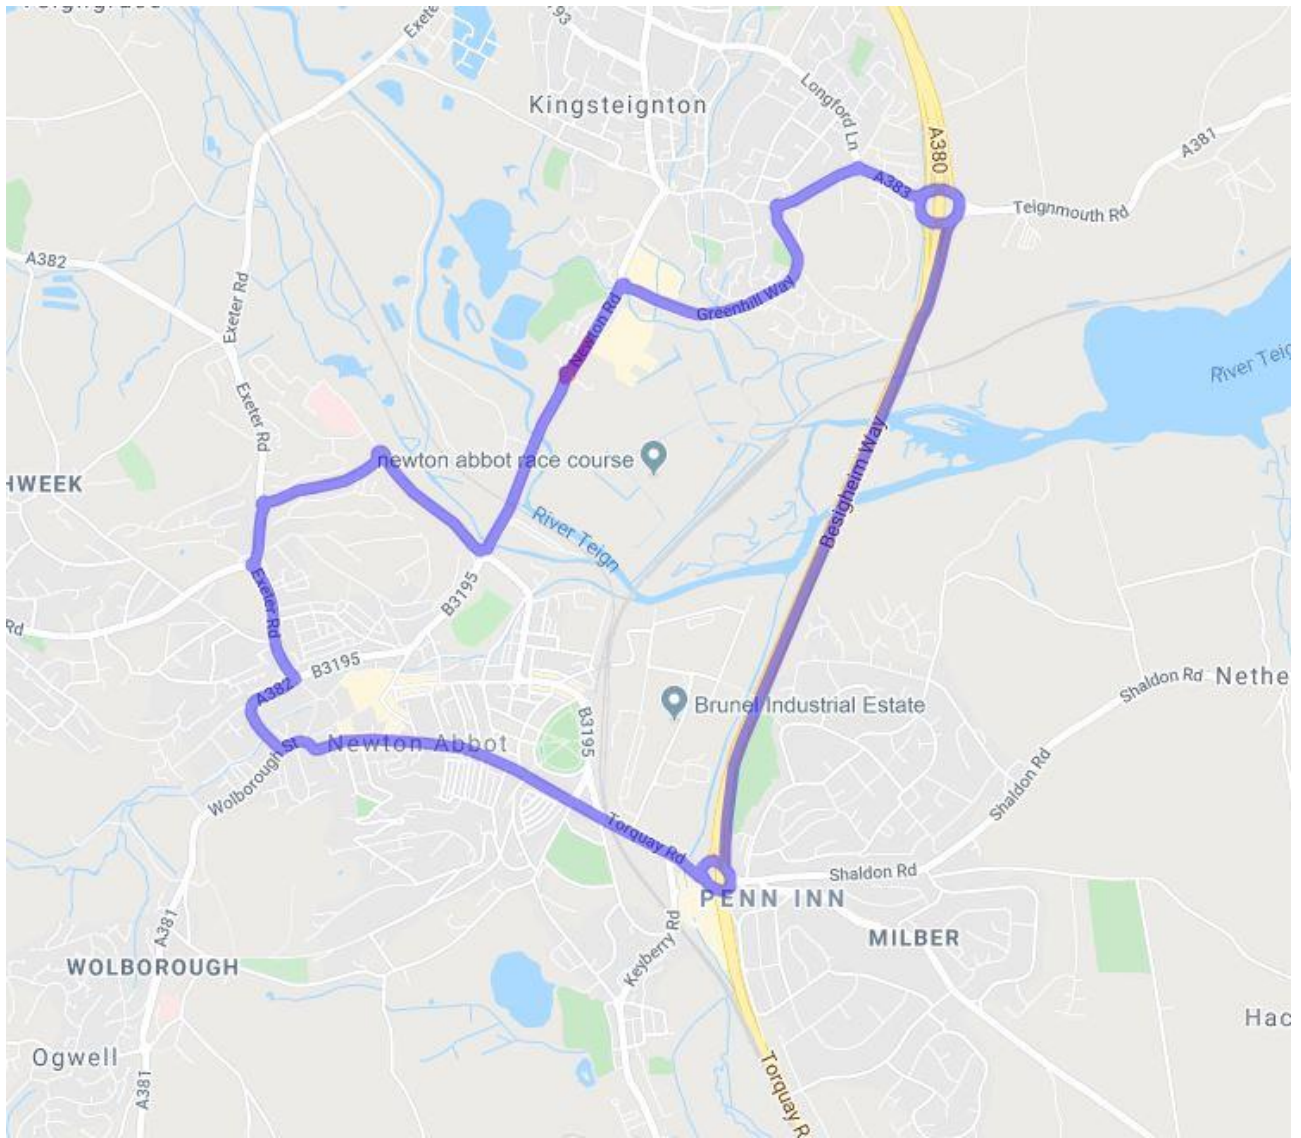 Exete
93
Kingsteignton
Longford Ln
A380
A381
A383
Teignmouth Rd
A382
Exeter Rd
Newton Rd
Greenhill Way
River Teig
Exeter Rd
Besigheim Way
newton abbot race course
HWEEK
River Teign
B3195
Exeter Rd
Rd
B3195
A382
Shaldon Rd
Nethe
Brunel Industrial Estate
B3195
Newton Abbot
Wolborough St
Shaldon Rd
Torquay Rd
Shaldon Rd
PENN INN
A381
Keyberry Rd
MILBER
WOLBOROUGH
Hac
Ogwell
A381
Torquay R